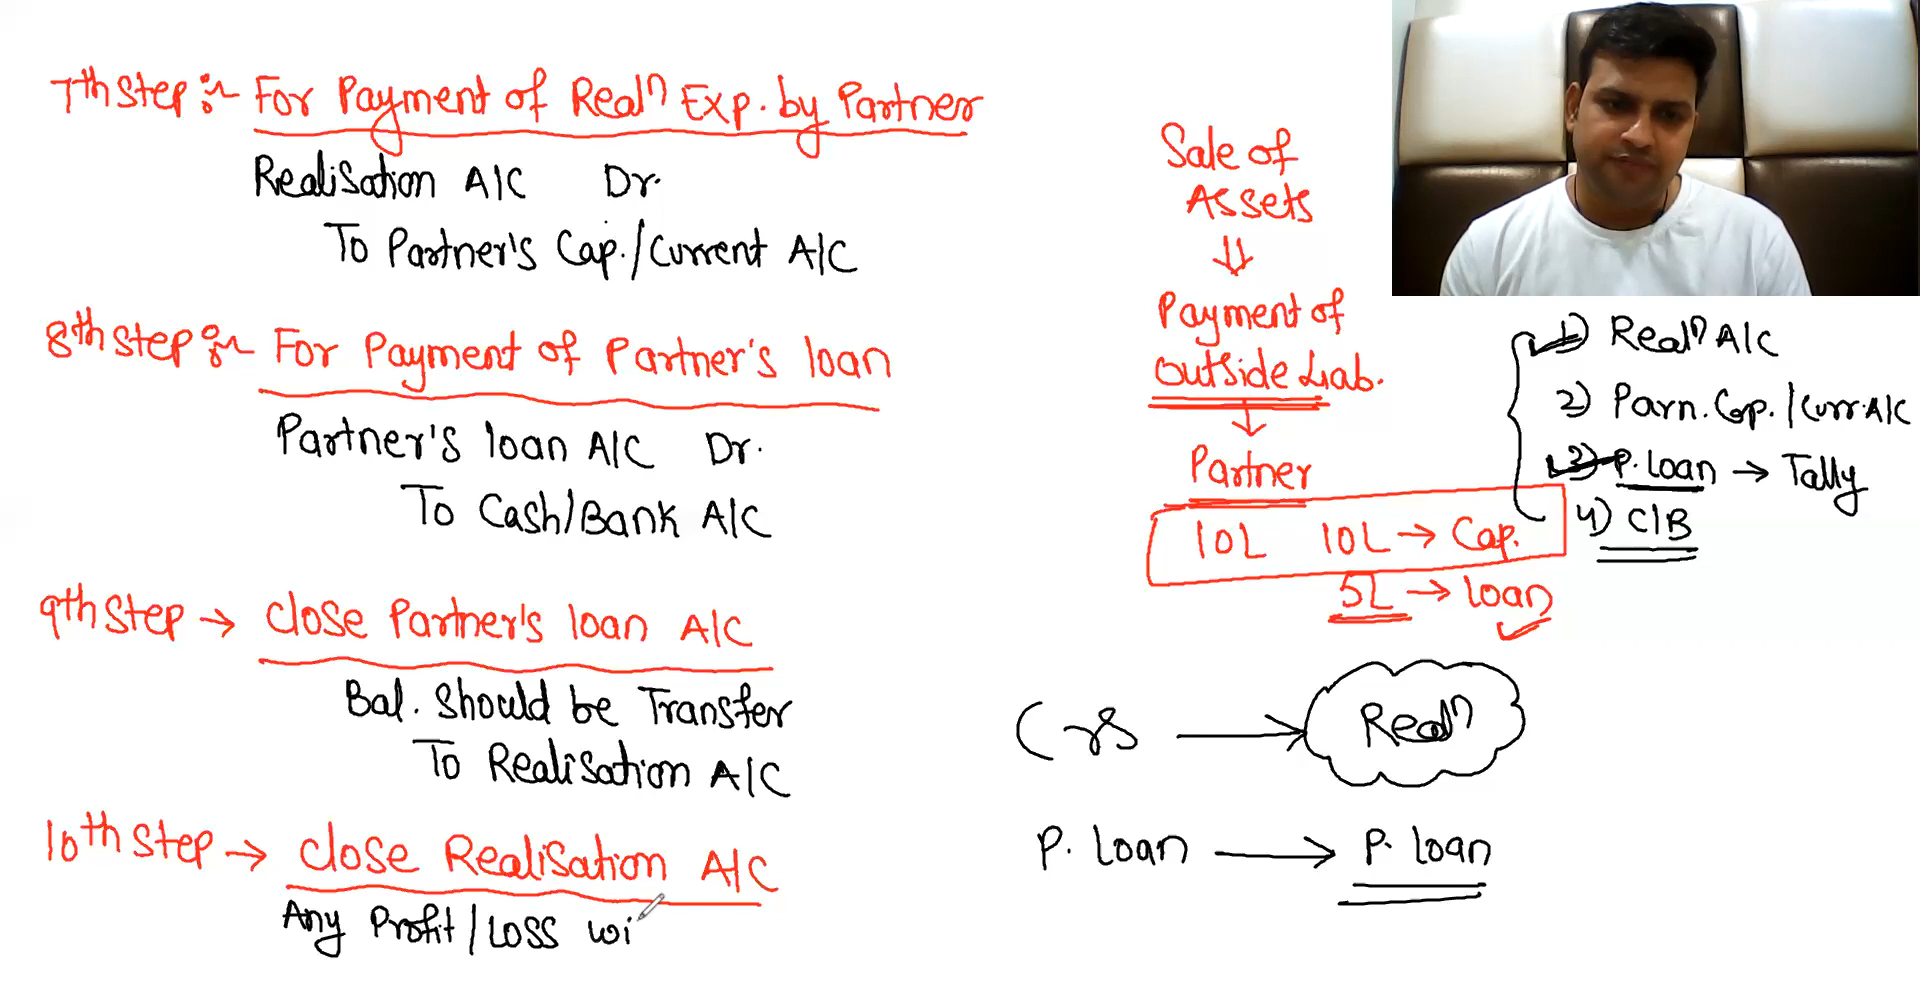 7th Step :~ For Payment of Realn Exp. by Partner
Realisation A/C Dr.
To Partner's Cap./Current A/C
8th Step :~ For Payment of Partner's loan
Partner's loan A/C Dr.
To Cash/Bank A/C
9th Step → Close Partner's loan A/C
Bal. Should be Transfer
To Realisation A/C
10th Step → Close Realisation A/C
Any Profit/Loss wi
Sale of
Assets
⇓
Payment of
Outside Liab.
↓
Partner
10L 10L → Cap.
5L → Loan
1) Realn A/C
2) Parn. Cap./Curr. A/C
3) P. Loan → Tally
4) C/B
Crs → Realn
P. Loan → P. Loan